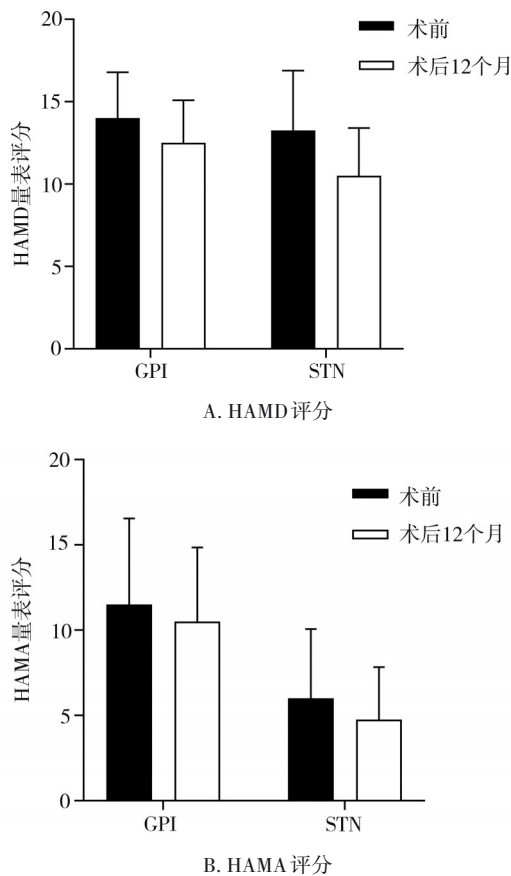 20
术前
术后12个月
15
10
5
0
HAMD量表评分
GPI
STN
A. HAMD评分
20
术前
术后12个月
15
10
5
0
HAMA量表评分
GPI
STN
B. HAMA评分